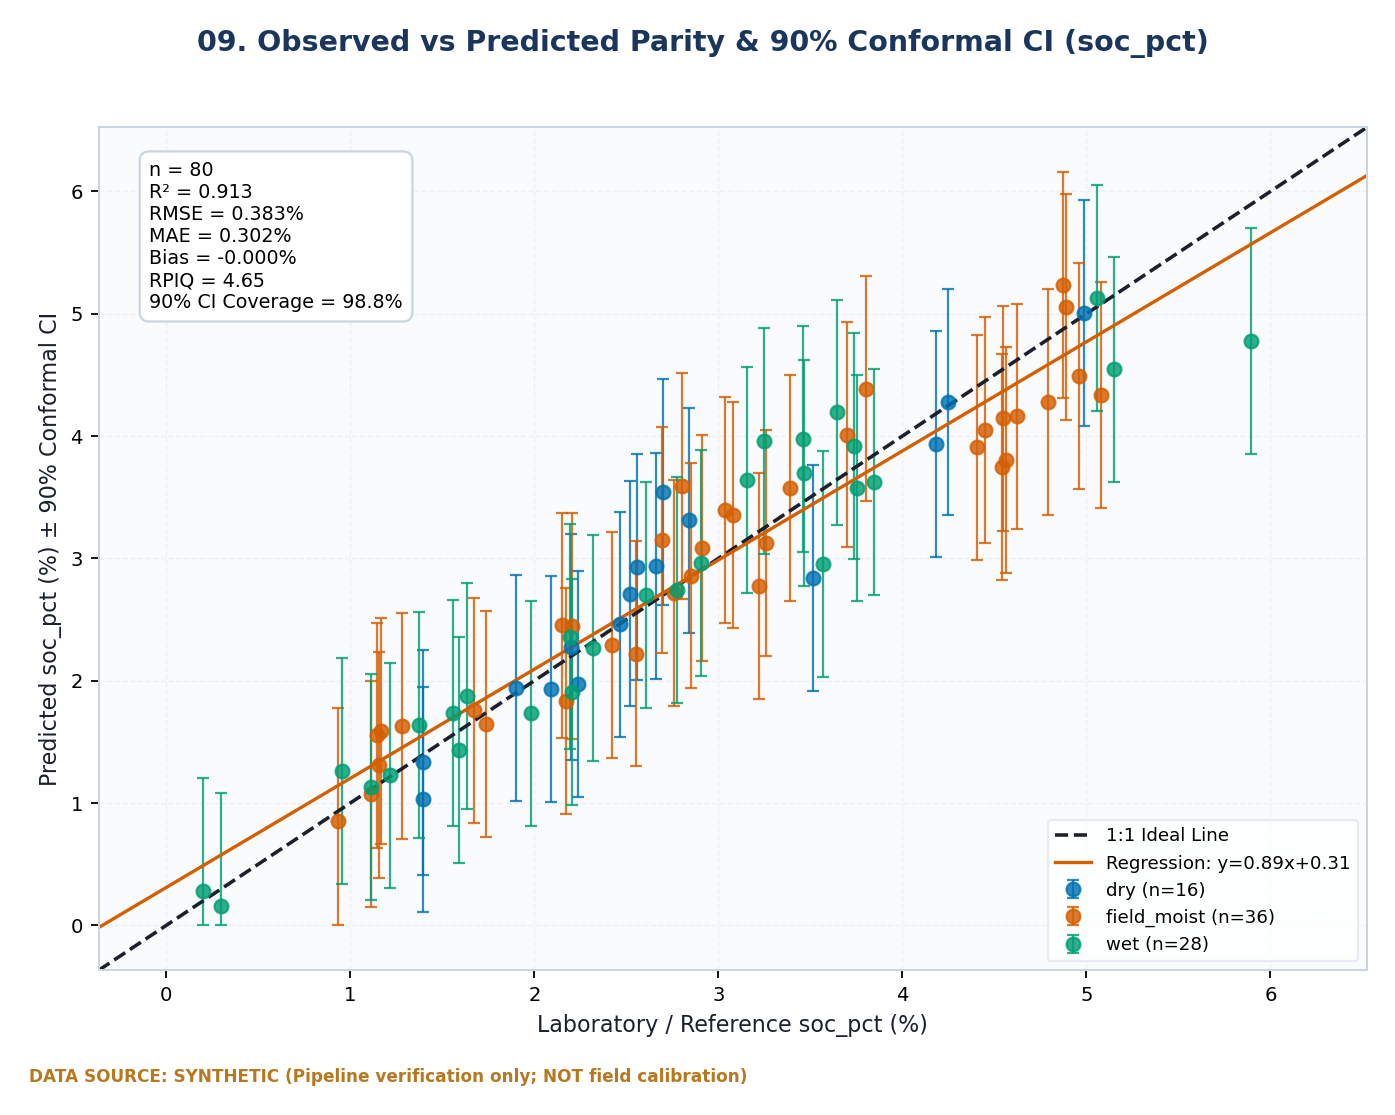 09. Observed vs Predicted Parity & 90% Conformal CI (soc_pct)
n = 80
R² = 0.913
RMSE = 0.383%
MAE = 0.302%
Bias = -0.000%
RPIQ = 4.65
90% CI Coverage = 98.8%
Predicted soc_pct (%) ± 90% Conformal CI
6
5
4
3
2
1
0
1:1 Ideal Line
Regression: y=0.89x+0.31
dry (n=16)
field_moist (n=36)
wet (n=28)
0 1 2 3 4 5 6
Laboratory / Reference soc_pct (%)
DATA SOURCE: SYNTHETIC (Pipeline verification only; NOT field calibration)